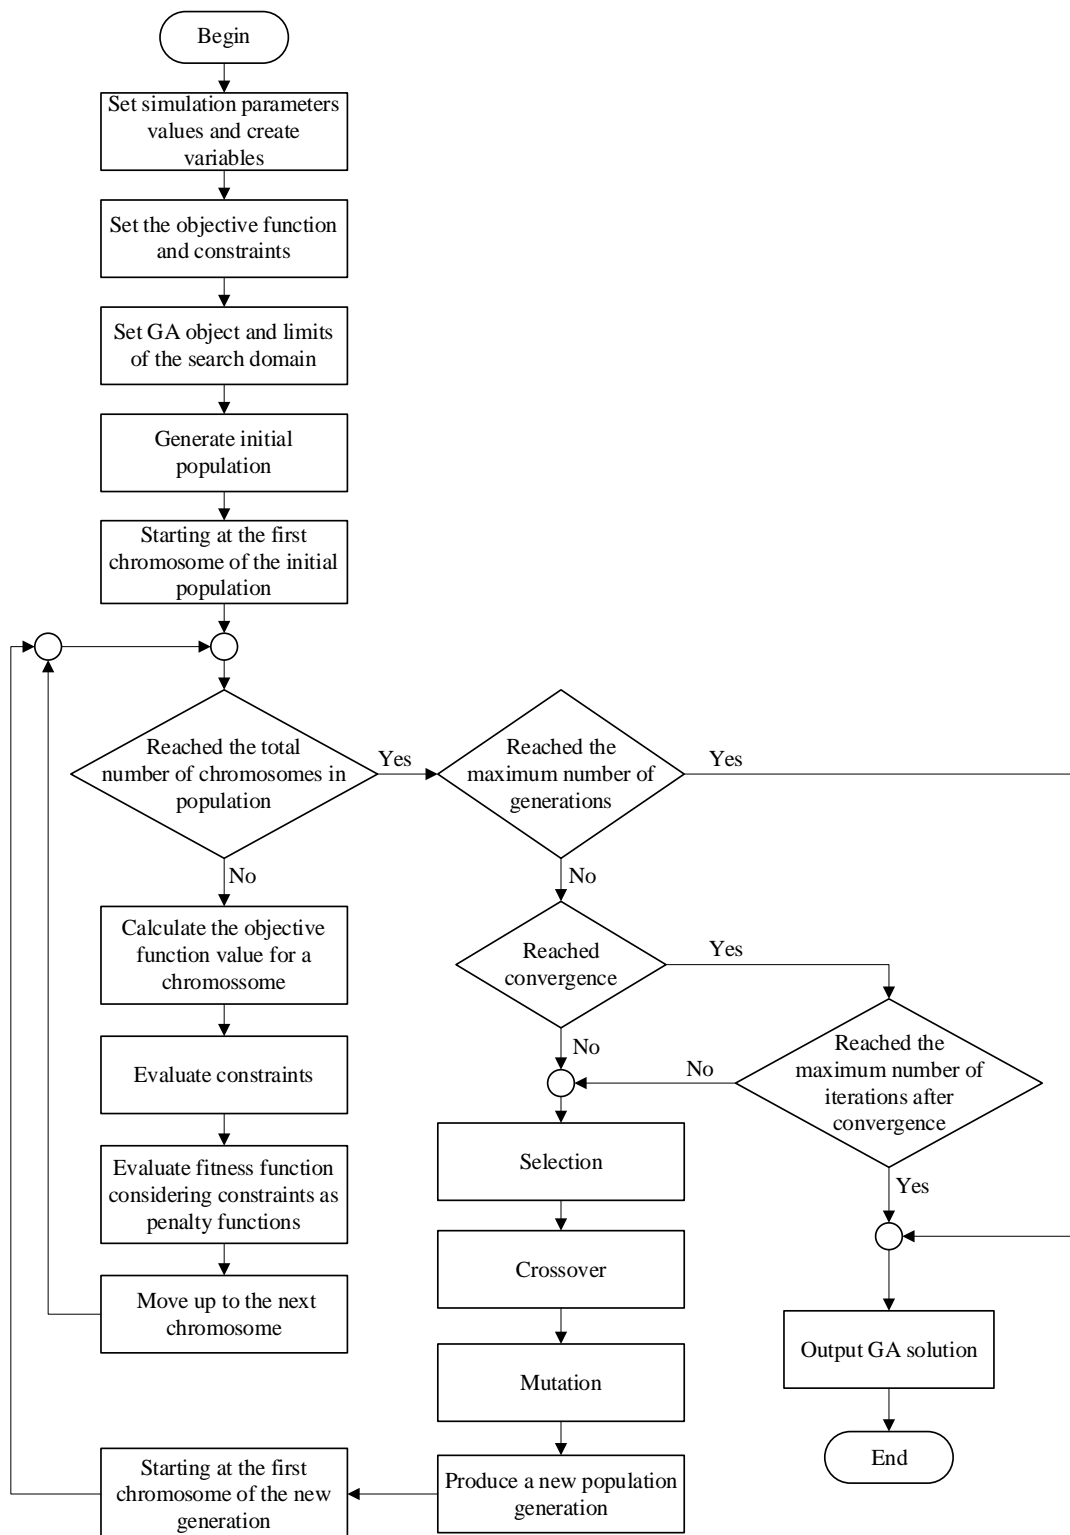 Begin
Set simulation parameters
values and create
variables
Set the objective function
and constraints
Set GA object and limits
of the search domain
Generate initial
population
Starting at the first
chromosome of the initial
population
Reached the total
number of chromosomes in
population
Yes
Reached the
maximum number of
generations
Yes
No
No
Calculate the objective
function value for a
chromossome
Reached
convergence
Yes
Evaluate constraints
No
No
Reached the
maximum number of
iterations after
convergence
Evaluate fitness function
considering constraints as
penalty functions
Selection
Yes
Move up to the next
chromosome
Crossover
Output GA solution
Mutation
End
Starting at the first
chromosome of the new
generation
Produce a new population
generation